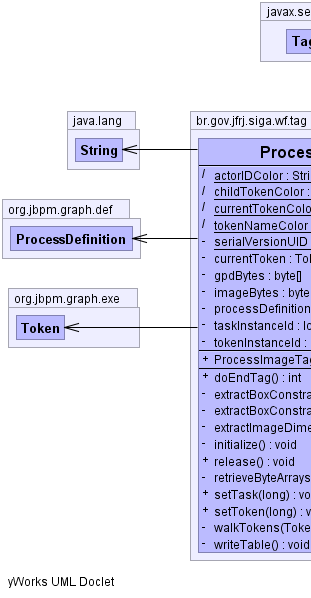 javax.se
Tag
java.lang
String
br.gov.jfrj.siga.wf.tag
Proces
/ actorIDColor : Stri
/ childTokenColor :
/ currentTokenColo
/ tokenNameColor
- serialVersionUID
- currentToken : To
- gpdBytes : byte[]
- imageBytes : byte
- processDefinition
- taskInstanceId : lo
- tokenInstanceId :
+ ProcessImageTag
+ doEndTag() : int
- extractBoxConstra
- extractBoxConstra
- extractImageDime
- initialize() : void
+ release() : void
- retrieveByteArrays
+ setTask(long) : vo
+ setToken(long) : v
- walkTokens(Token
- writeTable() : void
org.jbpm.graph.def
ProcessDefinition
org.jbpm.graph.exe
Token
yWorks UML Doclet